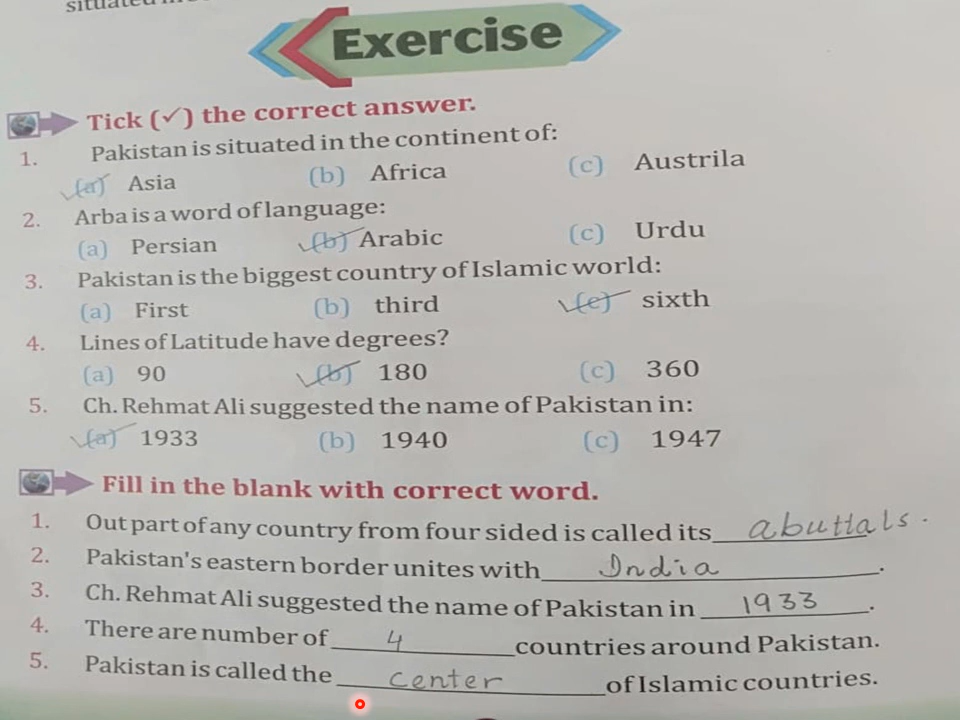 Exercise
Tick (✓) the correct answer.
1. Pakistan is situated in the continent of:
(a) Asia (b) Africa (c) Austrila
2. Arba is a word of language:
(a) Persian (b) Arabic (c) Urdu
3. Pakistan is the biggest country of Islamic world:
(a) First (b) third (c) sixth
4. Lines of Latitude have degrees?
(a) 90 (b) 180 (c) 360
5. Ch. Rehmat Ali suggested the name of Pakistan in:
(a) 1933 (b) 1940 (c) 1947
Fill in the blank with correct word.
1. Out part of any country from four sided is called its abuttals.
2. Pakistan's eastern border unites with India.
3. Ch. Rehmat Ali suggested the name of Pakistan in 1933.
4. There are number of 4 countries around Pakistan.
5. Pakistan is called the center of Islamic countries.